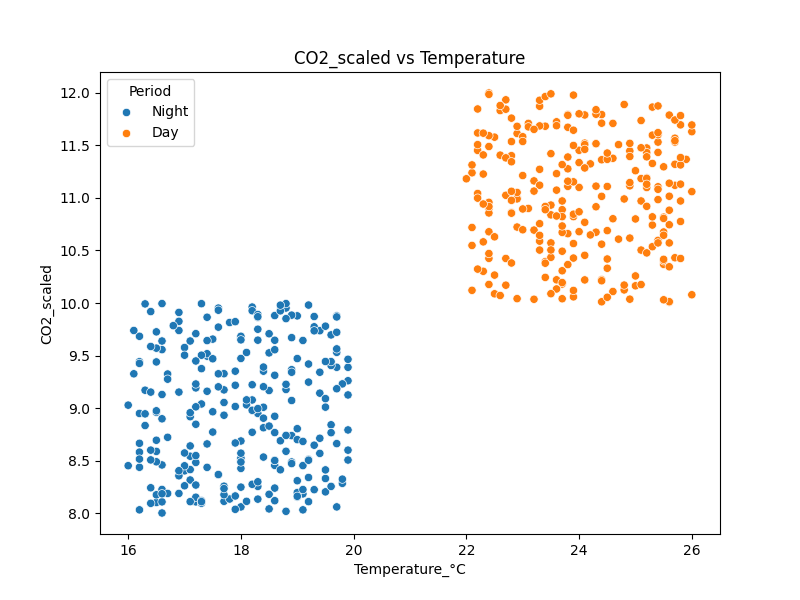 CO2_scaled vs Temperature
Period
Night
Day
12.0
11.5
11.0
10.5
10.0
9.5
9.0
8.5
8.0
CO2_scaled
16 18 20 22 24 26
Temperature_°C